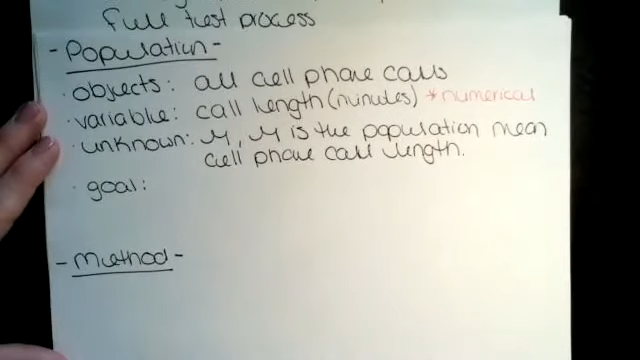 Full test process
- Population -
· objects: all cell phone calls
· variable: call length (minutes) * numerical
· unknown: μ, μ is the population mean
cell phone call length.
· goal:
- Method -